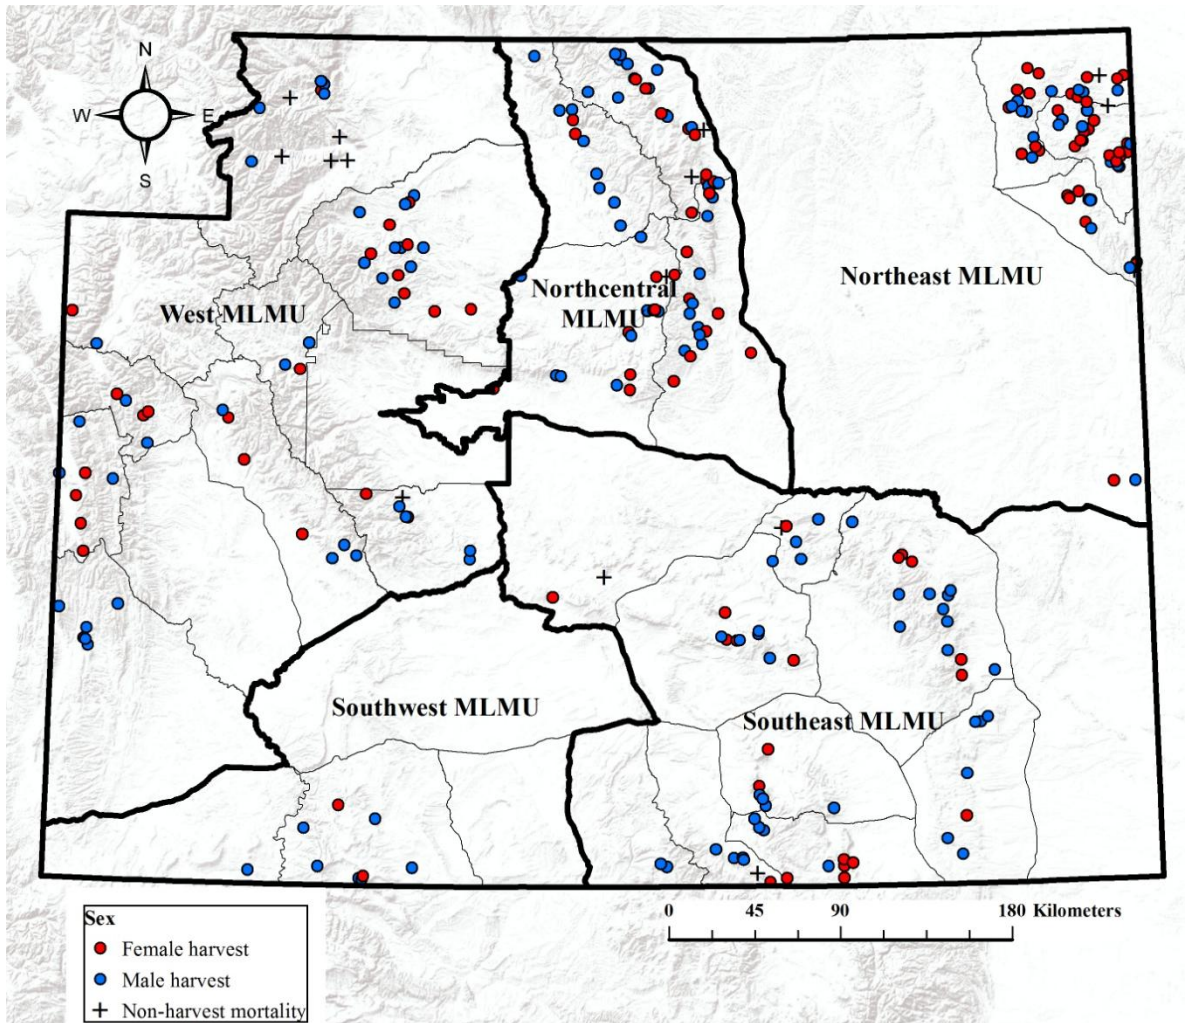 N
W E
S
Northeast MLMU
Northcentral
MLMU
West MLMU
Southwest MLMU
Southeast MLMU
0 45 90 180 Kilometers
Sex
Female harvest
Male harvest
Non-harvest mortality